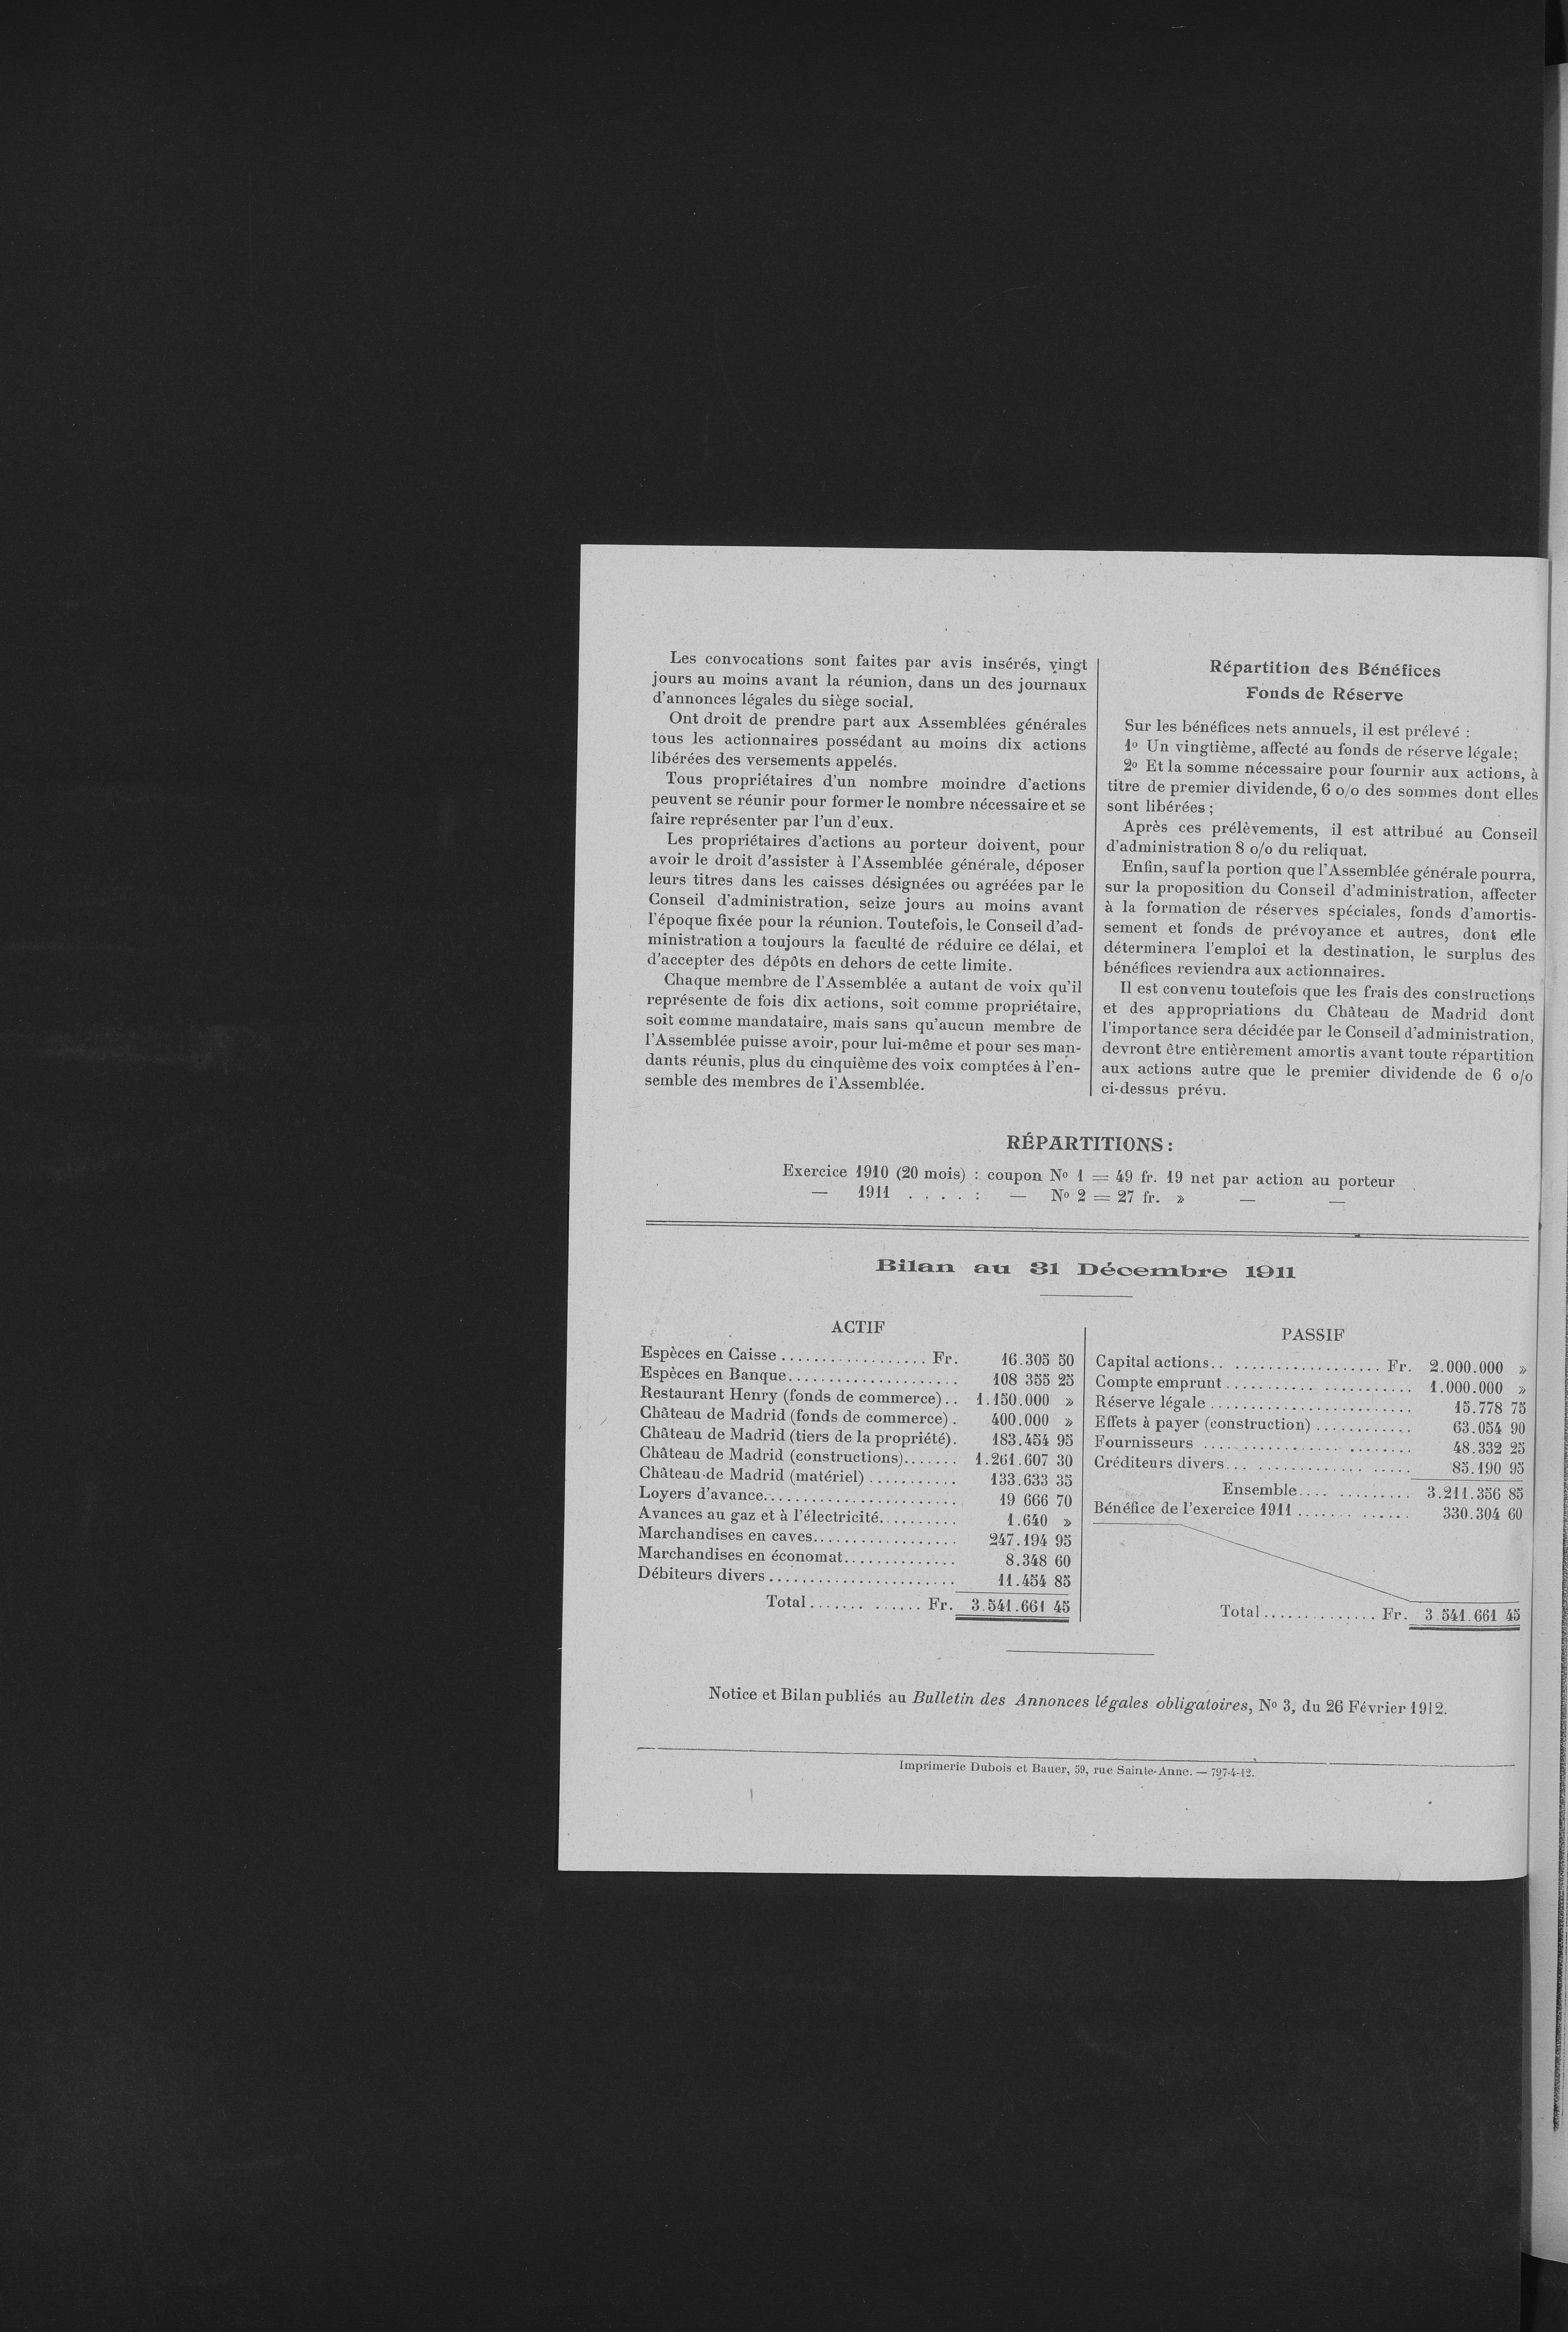 Les convocations sont faites par avis insérés, vingt
jours au moins avant la réunion, dans un des journaux
d'annonces légales du siège social.
Ont droit de prendre part aux Assemblées générales
tous les actionnaires possédant au moins dix actions
libérées des versements appelés.
Tous propriétaires d'un nombre moindre d'actions
peuvent se réunir pour former le nombre nécessaire et se
faire représenter par l'un d'eux.
Les propriétaires d'actions au porteur doivent, pour
avoir le droit d'assister à l'Assemblée générale, déposer
leurs titres dans les caisses désignées ou agréées par le
Conseil d'administration, seize jours au moins avant
l'époque fixée pour la réunion. Toutefois, le Conseil d'ad-
ministration a toujours la faculté de réduire ce délai, et
d'accepter des dépôts en dehors de cette limite.
Chaque membre de l'Assemblée a autant de voix qu'il
représente de fois dix actions, soit comme propriétaire,
soit comme mandataire, mais sans qu'aucun membre de
l'Assemblée puisse avoir, pour lui-même et pour ses man-
dants réunis, plus du cinquième des voix comptées à l'en-
semble des membres de l'Assemblée.
Répartition des Bénéfices
Fonds de Réserve
Sur les bénéfices nets annuels, il est prélevé :
1º Un vingtième, affecté au fonds de réserve légale;
2º Et la somme nécessaire pour fournir aux actions, à
titre de premier dividende, 6 o/o des sommes dont elles
sont libérées ;
Après ces prélèvements, il est attribué au Conseil
d'administration 8 o/o du reliquat.
Enfin, sauf la portion que l'Assemblée générale pourra,
sur la proposition du Conseil d'administration, affecter
à la formation de réserves spéciales, fonds d'amortis-
sement et fonds de prévoyance et autres, dont elle
déterminera l'emploi et la destination, le surplus des
bénéfices reviendra aux actionnaires.
Il est convenu toutefois que les frais des constructions
et des appropriations du Château de Madrid dont
l'importance sera décidée par le Conseil d'administration,
devront être entièrement amortis avant toute répartition
aux actions autre que le premier dividende de 6 o/o
ci-dessus prévu.
RÉPARTITIONS :
Exercice 1910 (20 mois) : coupon Nº 1 = 49 fr. 19 net par action au porteur
— 1911 . . . . : — Nº 2 = 27 fr. » — —
Bilan au 31 Décembre 1911
ACTIF
Espèces en Caisse .................. Fr. 16.305 50
Espèces en Banque..................... 108 355 25
Restaurant Henry (fonds de commerce).. 1.150.000 »
Château de Madrid (fonds de commerce). 400.000 »
Château de Madrid (tiers de la propriété). 183.454 95
Château de Madrid (constructions)....... 1.261.607 30
Château de Madrid (matériel) ........... 133.633 35
Loyers d'avance........................ 19 666 70
Avances au gaz et à l'électricité.......... 1.640 »
Marchandises en caves.................. 247.194 95
Marchandises en économat.............. 8.348 60
Débiteurs divers ....................... 11.454 85
Total ............. Fr. 3.541.661 45
PASSIF
Capital actions.. ................... Fr. 2.000.000 »
Compte emprunt ....................... 1.000.000 »
Réserve légale ......................... 15.778 75
Effets à payer (construction) ............ 63.054 90
Fournisseurs ......................... 48.332 25
Créditeurs divers... .................... 85.190 95
Ensemble.... .......... 3.211.356 85
Bénéfice de l'exercice 1911 ............. 330.304 60
Total .............. Fr. 3 541.661 45
Notice et Bilan publiés au Bulletin des Annonces légales obligatoires, Nº 3, du 26 Février 1912.
Imprimerie Dubois et Bauer, 59, rue Sainte-Anne. — 797-4-12.